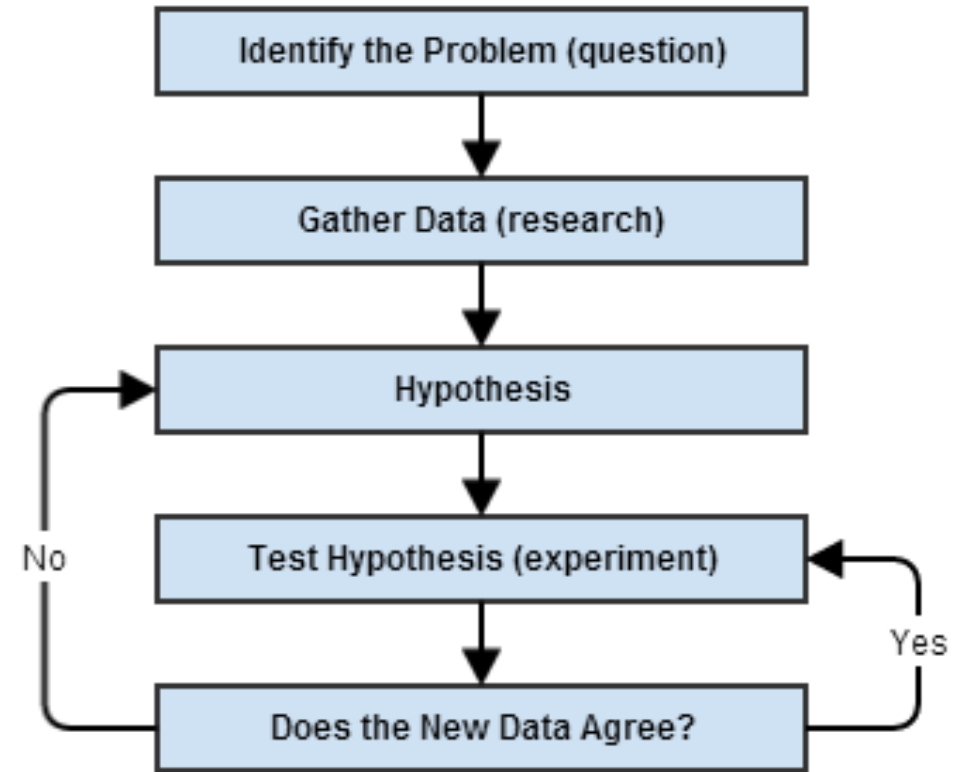 Identify the Problem (question)
Gather Data (research)
Hypothesis
Test Hypothesis (experiment)
No
Yes
Does the New Data Agree?